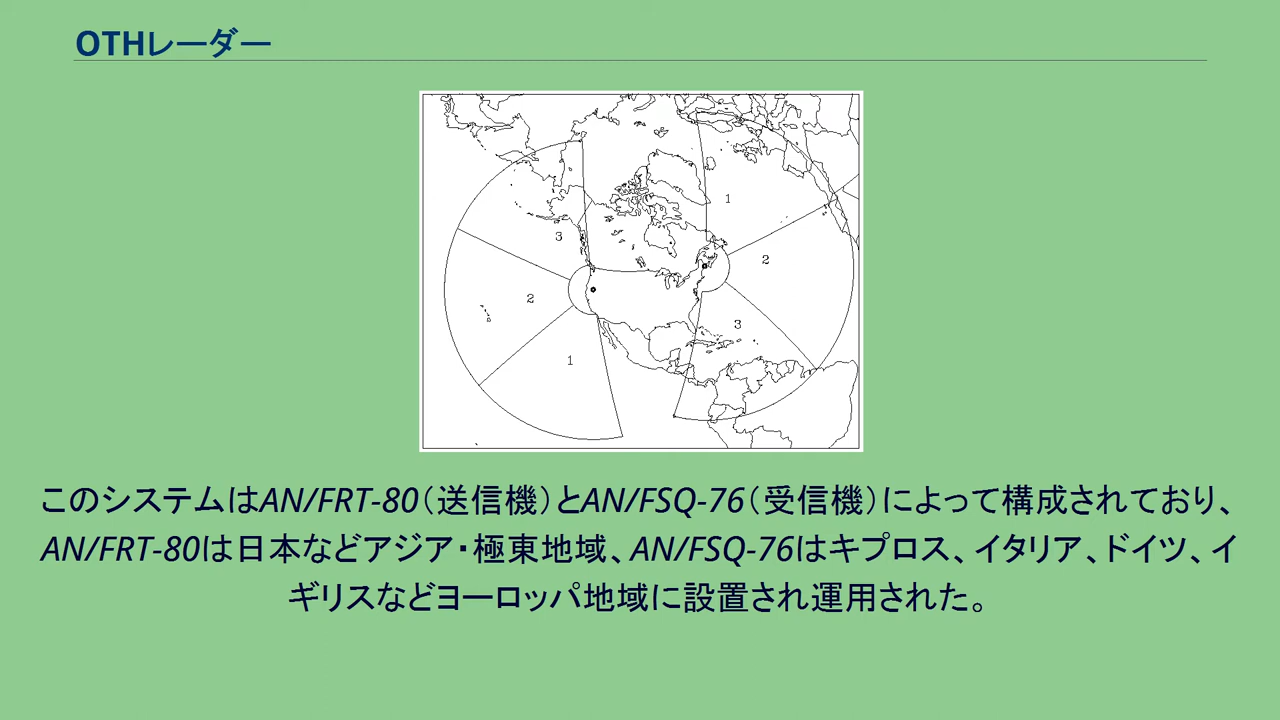 OTHレーダー
1
3
2
2
3
1
このシステムはAN/FRT-80（送信機）とAN/FSQ-76（受信機）によって構成されており、
AN/FRT-80は日本などアジア・極東地域、AN/FSQ-76はキプロス、イタリア、ドイツ、イ
ギリスなどヨーロッパ地域に設置され運用された。